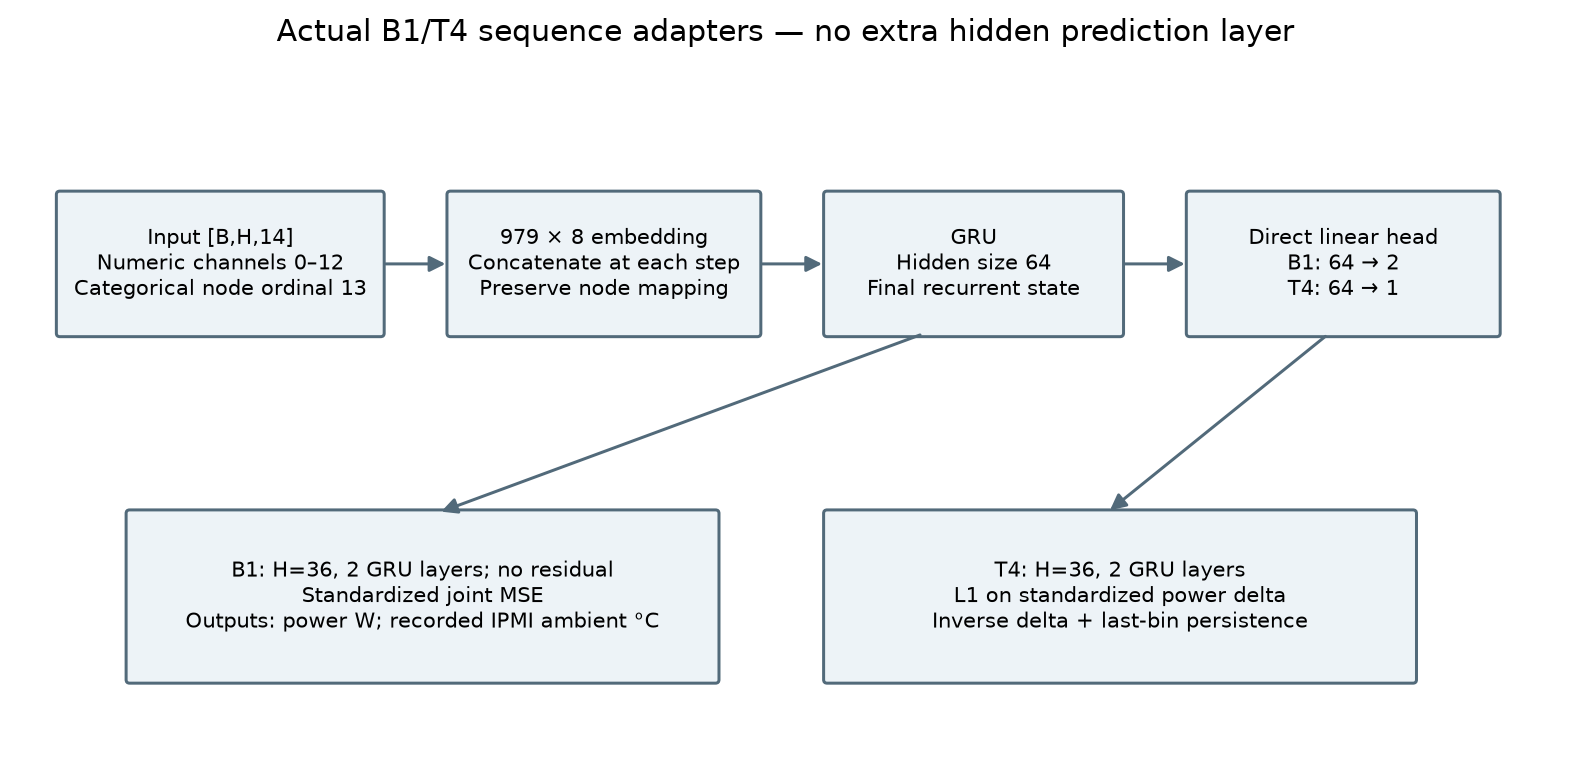 Actual B1/T4 sequence adapters — no extra hidden prediction layer
Input [B,H,14]
Numeric channels 0–12
Categorical node ordinal 13
979 × 8 embedding
Concatenate at each step
Preserve node mapping
GRU
Hidden size 64
Final recurrent state
Direct linear head
B1: 64 → 2
T4: 64 → 1
B1: H=36, 2 GRU layers; no residual
Standardized joint MSE
Outputs: power W; recorded IPMI ambient °C
T4: H=36, 2 GRU layers
L1 on standardized power delta
Inverse delta + last-bin persistence